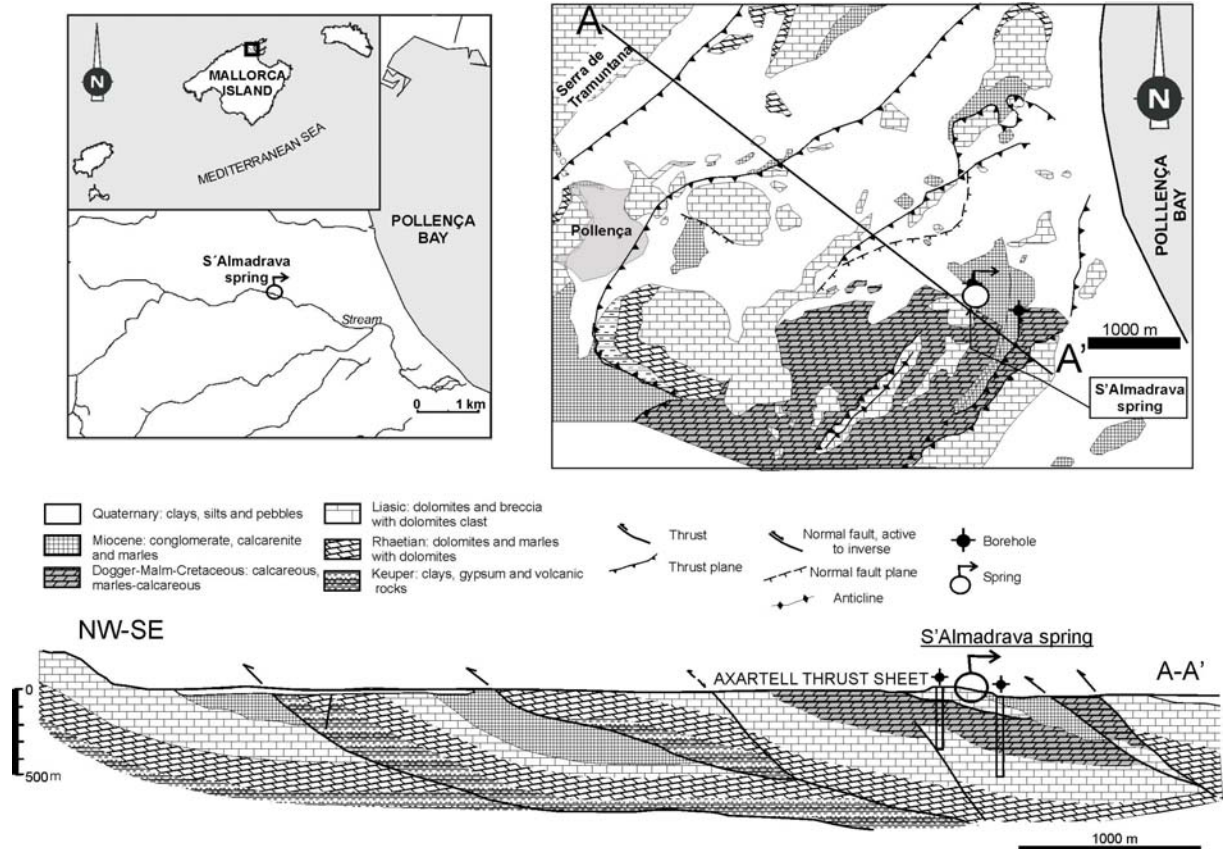 N
MALLORCA
ISLAND
MEDITERRANEAN SEA
POLLENÇA
BAY
S´Almadrava
spring
Stream
0 1 km
A
Serra de
Tramuntana
Pollença
N
POLLENÇA
BAY
1000 m
A'
S'Almadrava
spring
Quaternary: clays, silts and pebbles
Miocene: conglomerate, calcarenite
and marles
Dogger-Malm-Cretaceous: calcareous,
marles-calcareous
Liasic: dolomites and breccia
with dolomites clast
Rhaetian: dolomites and marles
with dolomites
Keuper: clays, gypsum and volcanic
rocks
Thrust
Thrust plane
Normal fault, active
to inverse
Normal fault plane
Anticline
Borehole
Spring
NW-SE
S'Almadrava spring
AXARTELL THRUST SHEET
A-A'
0
500 m
1000 m